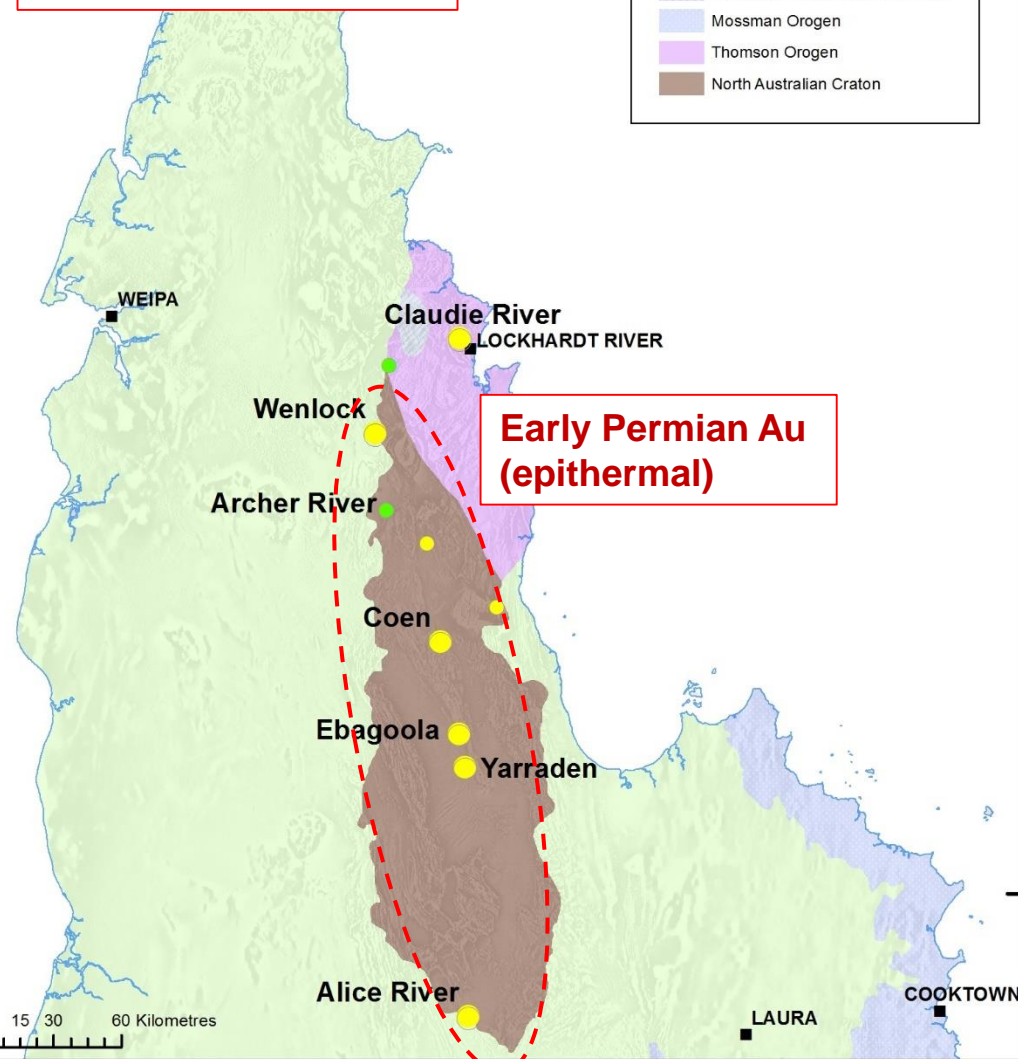 Mossman Orogen
Thomson Orogen
North Australian Craton
WEIPA
Claudie River
LOCKHARDT RIVER
Wenlock
Early Permian Au
(epithermal)
Archer River
Coen
Ebagoola
Yarraden
Alice River
COOKTOWN
15 30 60 Kilometres
LAURA